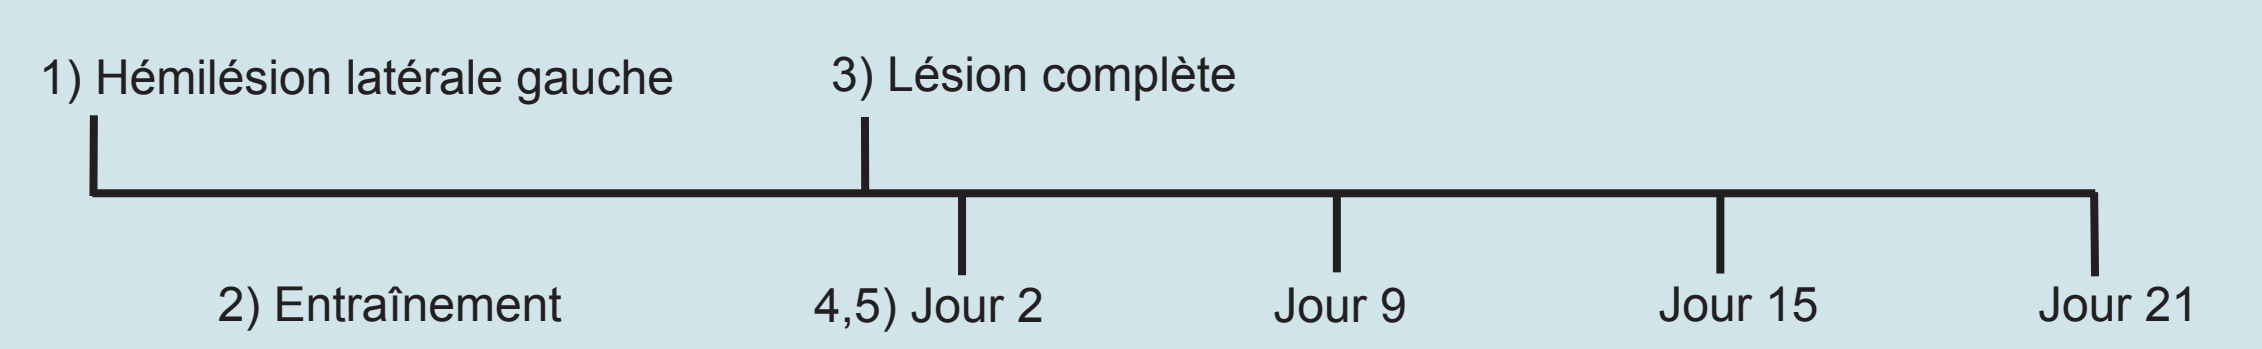 1) Hémilésion latérale gauche
3) Lésion complète
2) Entraînement
4,5) Jour 2
Jour 9
Jour 15
Jour 21